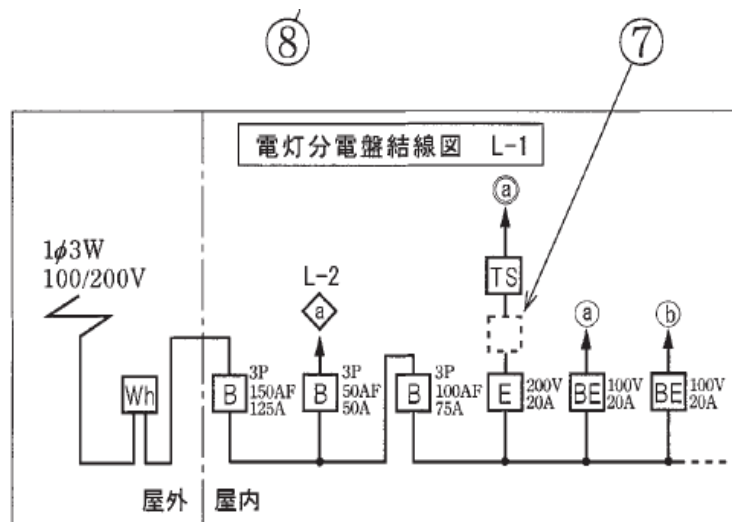 ⑧
⑦
電灯分電盤結線図 L-1
ⓐ
1φ3W
100/200V
TS
L-2
a
ⓐ
ⓑ
Wh
B
3P
150AF
125A
B
3P
50AF
50A
B
3P
100AF
75A
E
200V
20A
BE
100V
20A
BE
100V
20A
屋外
屋内